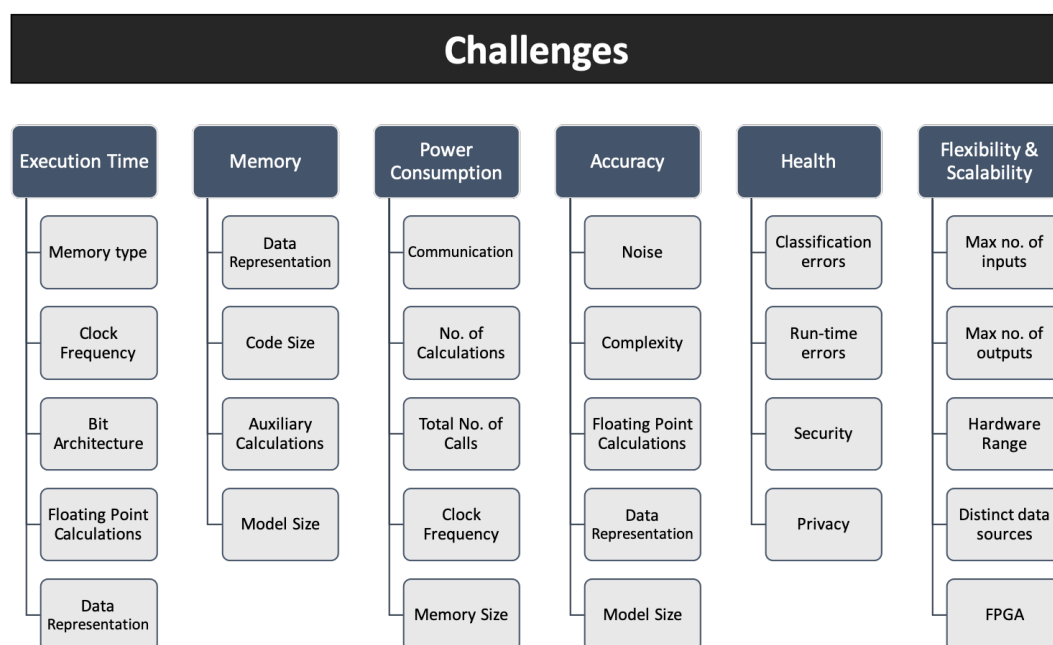 Challenges
Execution Time
Memory type
Clock
Frequency
Bit
Architecture
Floating Point
Calculations
Data
Representation
Memory
Data
Representation
Code Size
Auxiliary
Calculations
Model Size
Power
Consumption
Communication
No. of
Calculations
Total No. of
Calls
Clock
Frequency
Memory Size
Accuracy
Noise
Complexity
Floating Point
Calculations
Data
Representation
Model Size
Health
Classification
errors
Run-time
errors
Security
Privacy
Flexibility &
Scalability
Max no. of
inputs
Max no. of
outputs
Hardware
Range
Distinct data
sources
FPGA